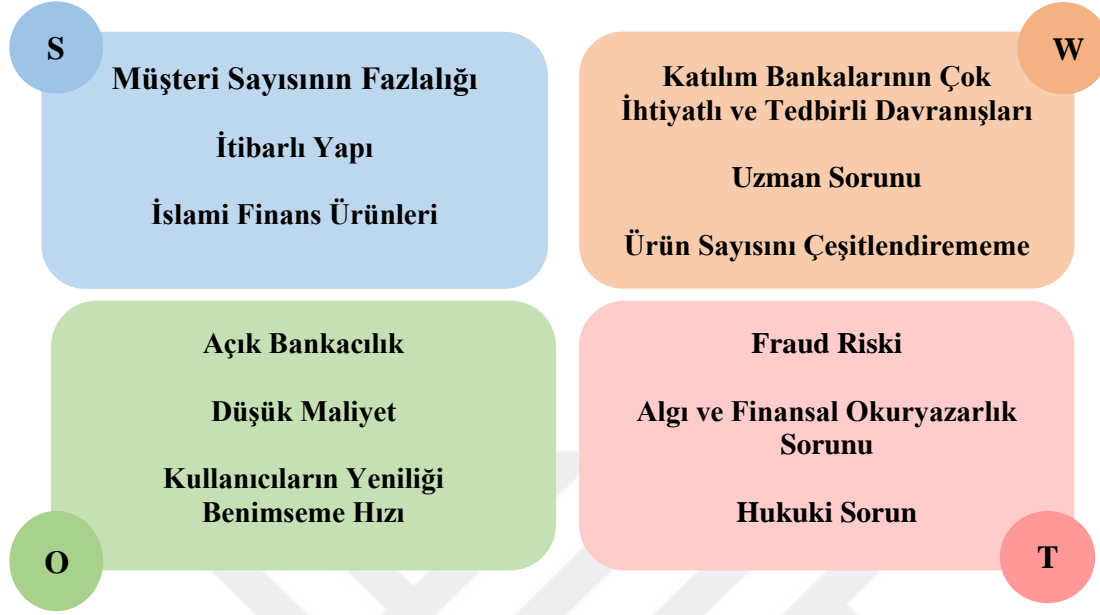 S
Müşteri Sayısının Fazlalığı
İtibarlı Yapı
İslami Finans Ürünleri
W
Katılım Bankalarının Çok
İhtiyatlı ve Tedbirli Davranışları
Uzman Sorunu
Ürün Sayısını Çeşitlendirememe
Açık Bankacılık
Düşük Maliyet
Kullanıcıların Yeniliği
Benimseme Hızı
O
Fraud Riski
Algı ve Finansal Okuryazarlık
Sorunu
Hukuki Sorun
T